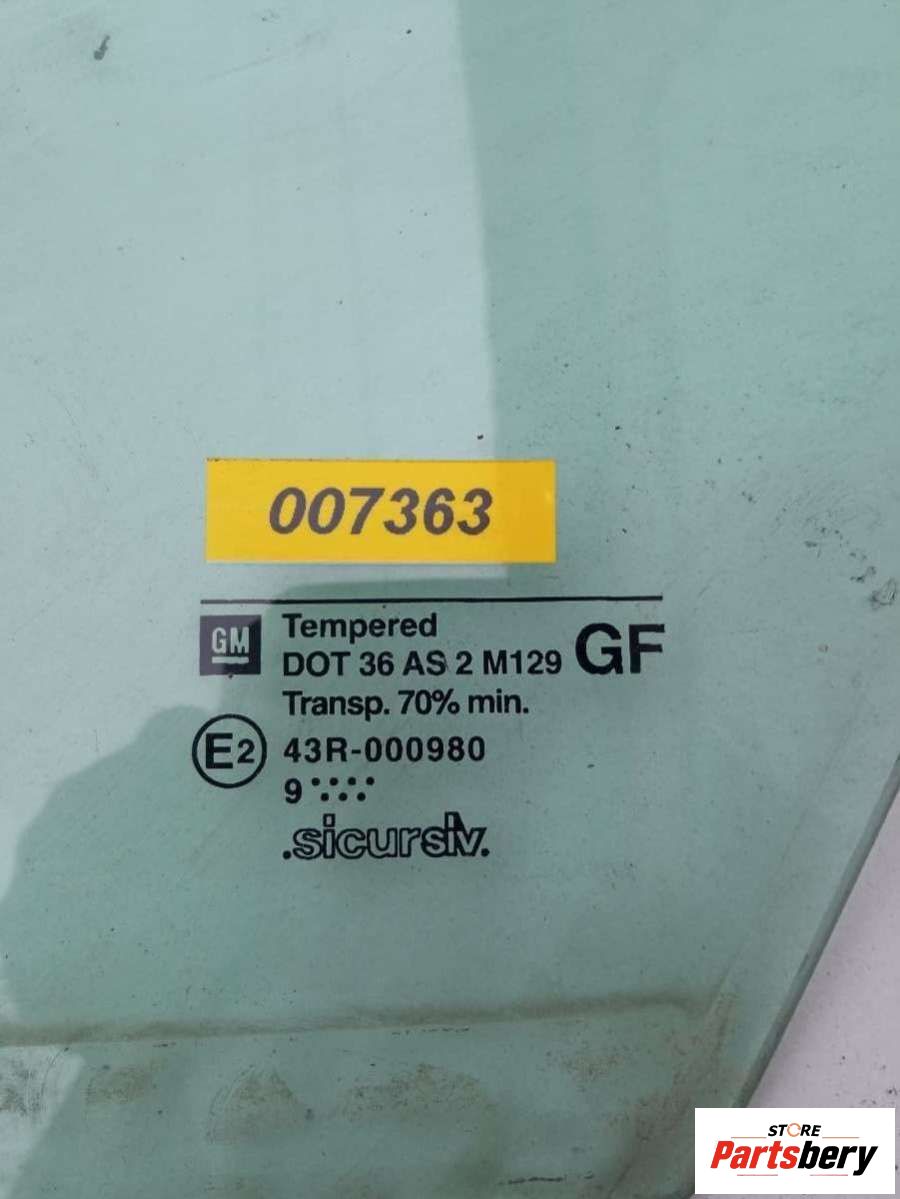 007363
GM
Tempered
DOT 36 AS 2 M129
GF
Transp. 70% min.
E2
43R-000980
9
.sicursiv.
STORE
Partsbery